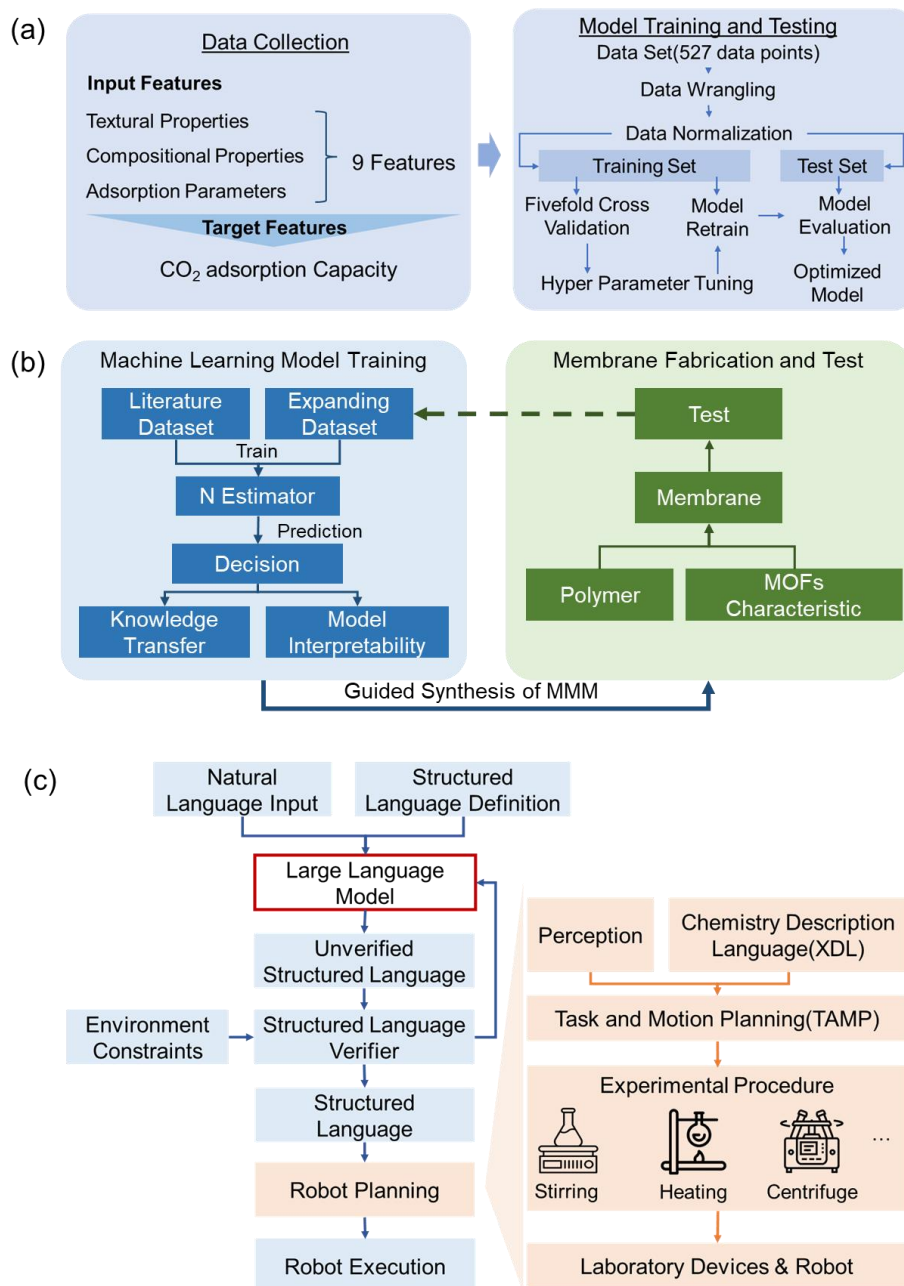 (a)
Data Collection
Input Features
Textural Properties
Compositional Properties
Adsorption Parameters
9 Features
Target Features
CO₂ adsorption Capacity
Model Training and Testing
Data Set(527 data points)
Data Wrangling
Data Normalization
Training Set
Test Set
Fivefold Cross
Validation
Model
Retrain
Model
Evaluation
Hyper Parameter Tuning
Optimized
Model
(b)
Machine Learning Model Training
Literature
Dataset
Expanding
Dataset
Train
N Estimator
Prediction
Decision
Knowledge
Transfer
Model
Interpretability
Membrane Fabrication and Test
Test
Membrane
Polymer
MOFs
Characteristic
Guided Synthesis of MMM
(c)
Natural
Language Input
Structured
Language Definition
Large Language
Model
Unverified
Structured Language
Environment
Constraints
Structured Language
Verifier
Structured
Language
Robot Planning
Robot Execution
Perception
Chemistry Description
Language(XDL)
Task and Motion Planning(TAMP)
Experimental Procedure
...
Stirring
Heating
Centrifuge
Laboratory Devices & Robot